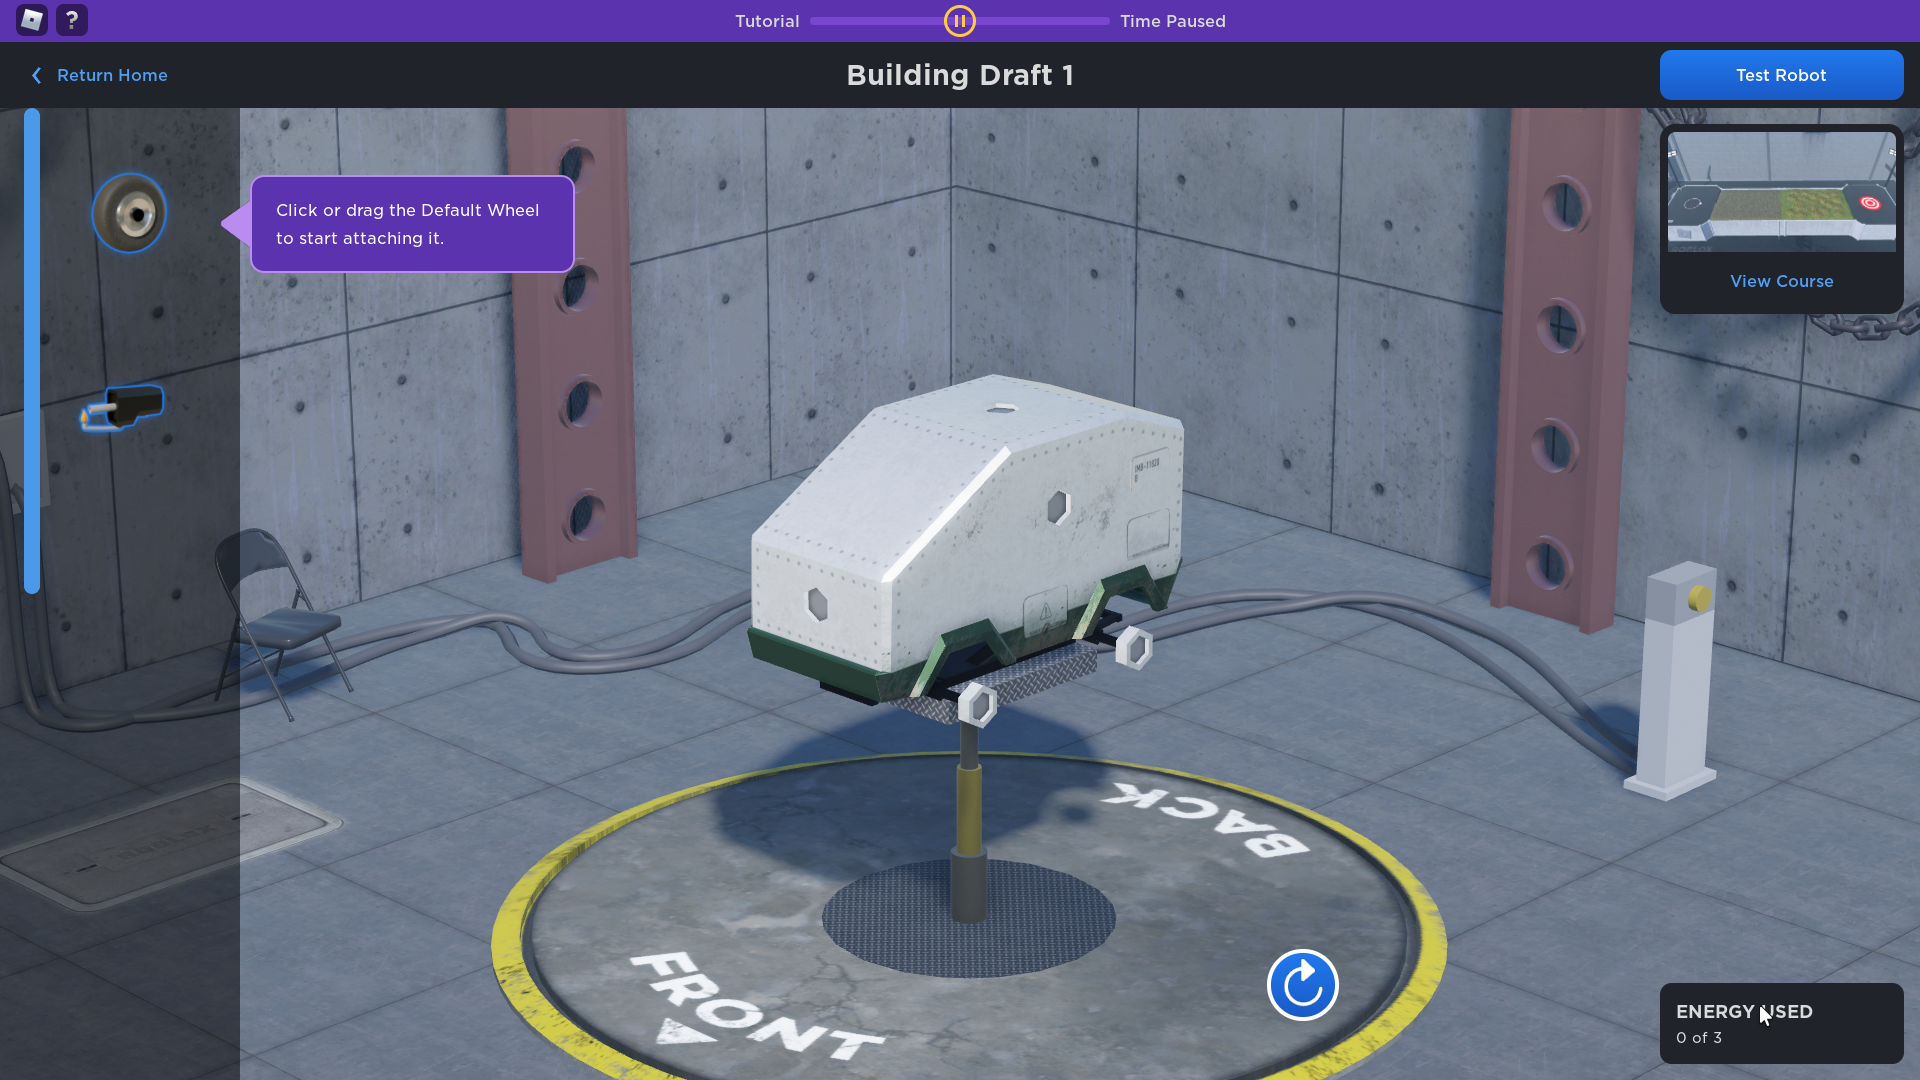 Tutorial
Time Paused
Return Home
Building Draft 1
Test Robot
Click or drag the Default Wheel
to start attaching it.
View Course
BACK
FRONT
ENERGY USED
0 of 3